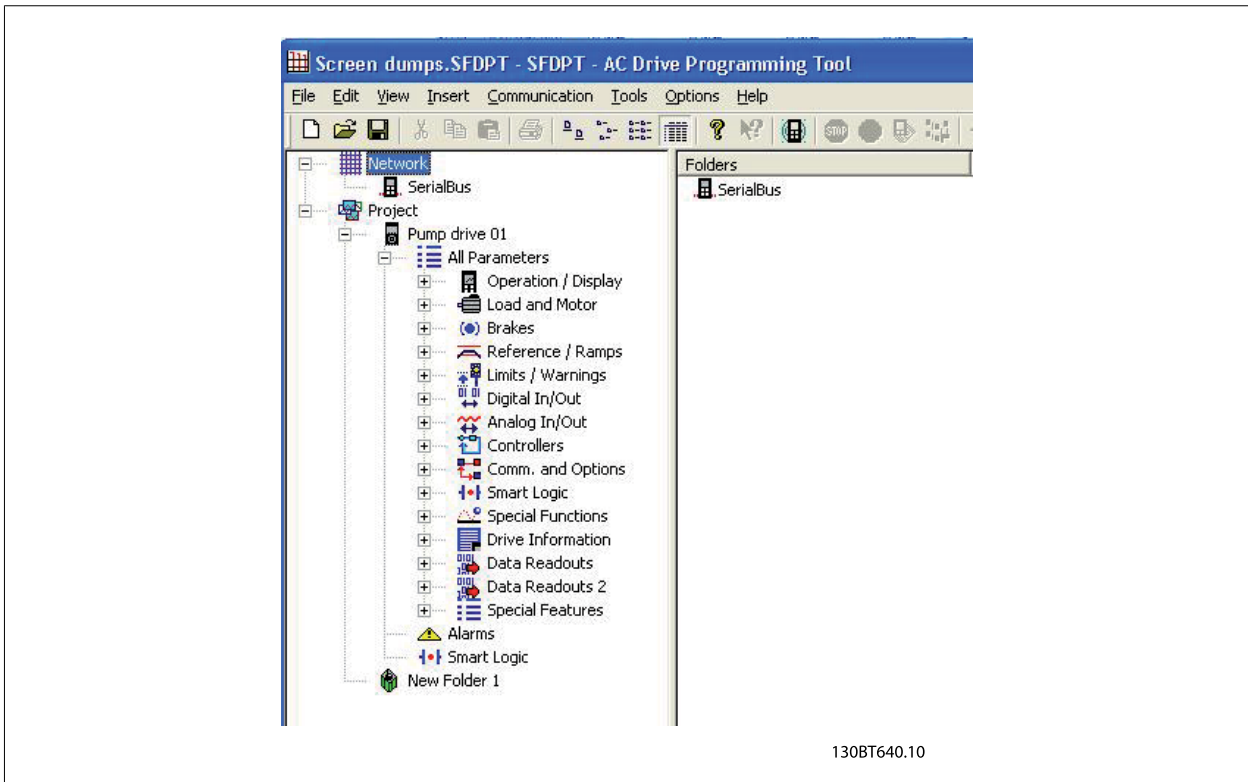 Screen dumps.SFDPT - SFDPT - AC Drive Programming Tool
File Edit View Insert Communication Tools Options Help
STOP
Network
SerialBus
Project
Pump drive 01
All Parameters
Operation / Display
Load and Motor
Brakes
Reference / Ramps
Limits / Warnings
Digital In/Out
Analog In/Out
Controllers
Comm. and Options
Smart Logic
Special Functions
Drive Information
Data Readouts
Data Readouts 2
Special Features
Alarms
Smart Logic
New Folder 1
Folders
SerialBus
130BT640.10